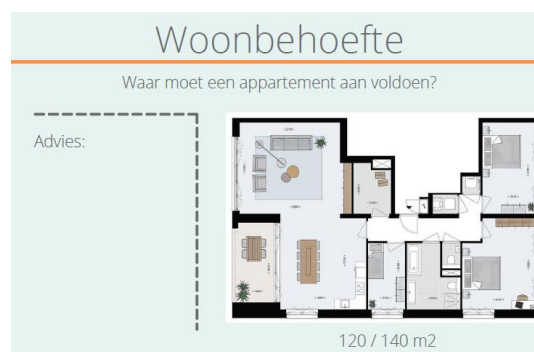 Woonbehoefte
Waar moet een appartement aan voldoen?
Advies:
120 / 140 m2